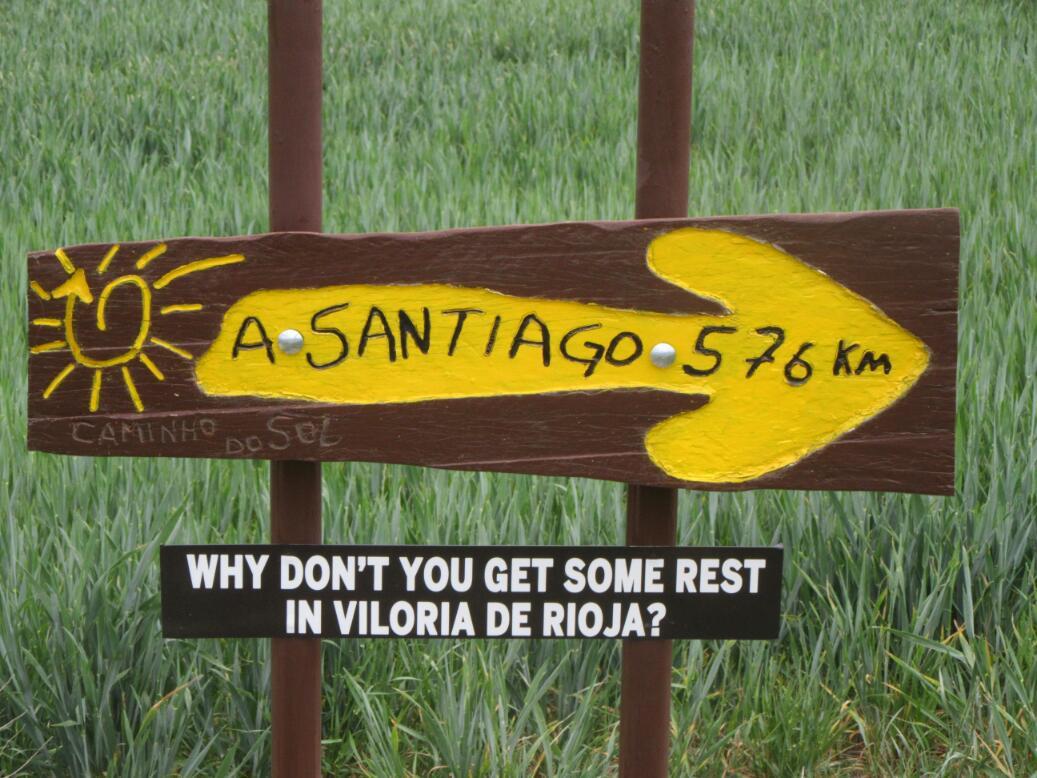 A SANTIAGO 576 KM
CAMINHO DO SOL
WHY DON'T YOU GET SOME REST
IN VILORIA DE RIOJA?